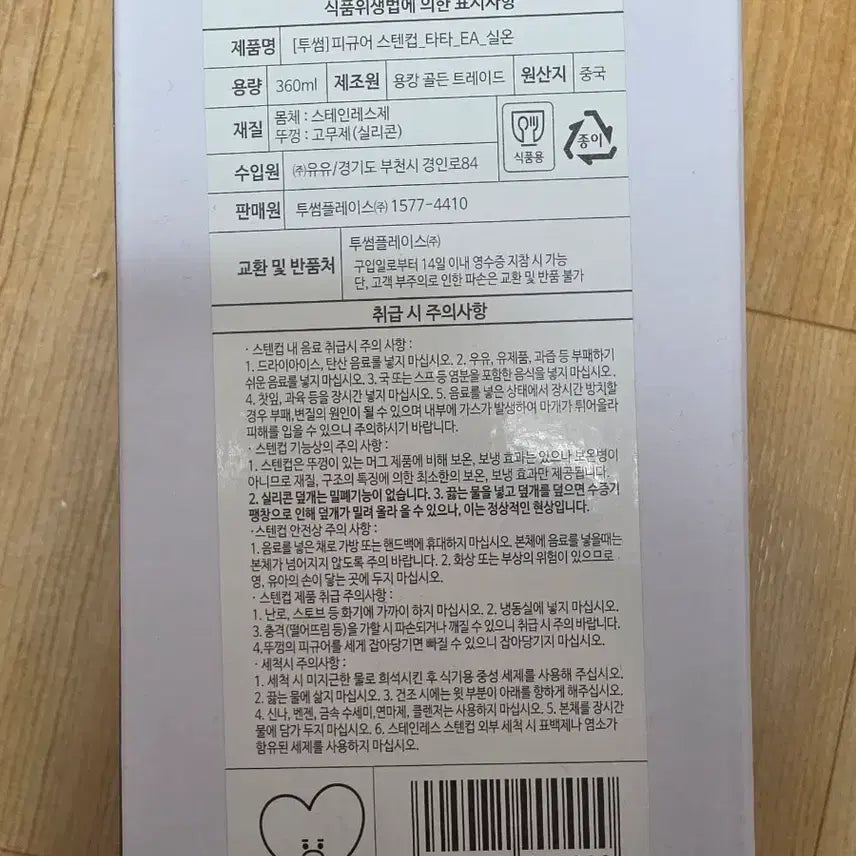 식품위생법에 의한 표시사항
제품명 [투썸]피규어 스텐컵_타타_EA_실온
용량 360ml 제조원 용캉 골든 트레이드 원산지 중국
재질 몸체 : 스테인레스제
뚜껑 : 고무제(실리콘)
식품용
종이
수입원 ㈜유유/경기도 부천시 경인로84
판매원 투썸플레이스㈜ 1577-4410
교환 및 반품처 투썸플레이스㈜
구입일로부터 14일 이내 영수증 지참 시 가능
단, 고객 부주의로 인한 파손은 교환 및 반품 불가
취급 시 주의사항
· 스텐컵 내 음료 취급시 주의 사항 :
1. 드라이아이스, 탄산 음료를 넣지 마십시오. 2. 우유, 유제품, 과즙 등 부패하기
쉬운 음료를 넣지 마십시오. 3. 국 또는 스프 등 염분을 포함한 음식을 넣지 마십시오.
4. 찻잎, 과육 등을 장시간 넣지 마십시오. 5. 음료를 넣은 상태에서 장시간 방치할
경우 부패,변질의 원인이 될 수 있으며 내부에 가스가 발생하여 마개가 튀어올라
피해를 입을 수 있으니 주의하시기 바랍니다.
· 스텐컵 기능상의 주의 사항 :
1. 스텐컵은 뚜껑이 있는 머그 제품에 비해 보온, 보냉 효과는 있으나 보온병이
아니므로 재질, 구조의 특징에 의한 최소한의 보온, 보냉 효과만 제공됩니다.
2. 실리콘 덮개는 밀폐기능이 없습니다. 3. 끓는 물을 넣고 덮개를 덮으면 수증기
팽창으로 인해 덮개가 밀려 올라 올 수 있으나, 이는 정상적인 현상입니다.
· 스텐컵 안전상 주의 사항 :
1. 음료를 넣은 채로 가방 또는 핸드백에 휴대하지 마십시오. 본체에 음료를 넣을때는
본체가 넘어지지 않도록 주의 바랍니다. 2. 화상 또는 부상의 위험이 있으므로
영, 유아의 손이 닿는 곳에 두지 마십시오.
· 스텐컵 제품 취급 주의사항 :
1. 난로, 스토브 등 화기에 가까이 하지 마십시오. 2. 냉동실에 넣지 마십시오.
3. 충격(떨어뜨림 등)을 가할 시 파손되거나 깨질 수 있으니 취급 시 주의 바랍니다.
4.뚜껑의 피규어를 세게 잡아당기면 빠질 수 있으니 잡아당기지 마십시오.
· 세척시 주의사항 :
1. 세척 시 미지근한 물로 희석시킨 후 식기용 중성 세제를 사용해 주십시오.
2. 끓는 물에 삶지 마십시오. 3. 건조 시에는 윗 부분이 아래를 향하게 해주십시오.
4. 신나, 벤젠, 금속 수세미,연마제, 클렌저는 사용하지 마십시오. 5. 본체를 장시간
물에 담가 두지 마십시오. 6. 스테인레스 스텐컵 외부 세척 시 표백제나 염소가
함유된 세제를 사용하지 마십시오.